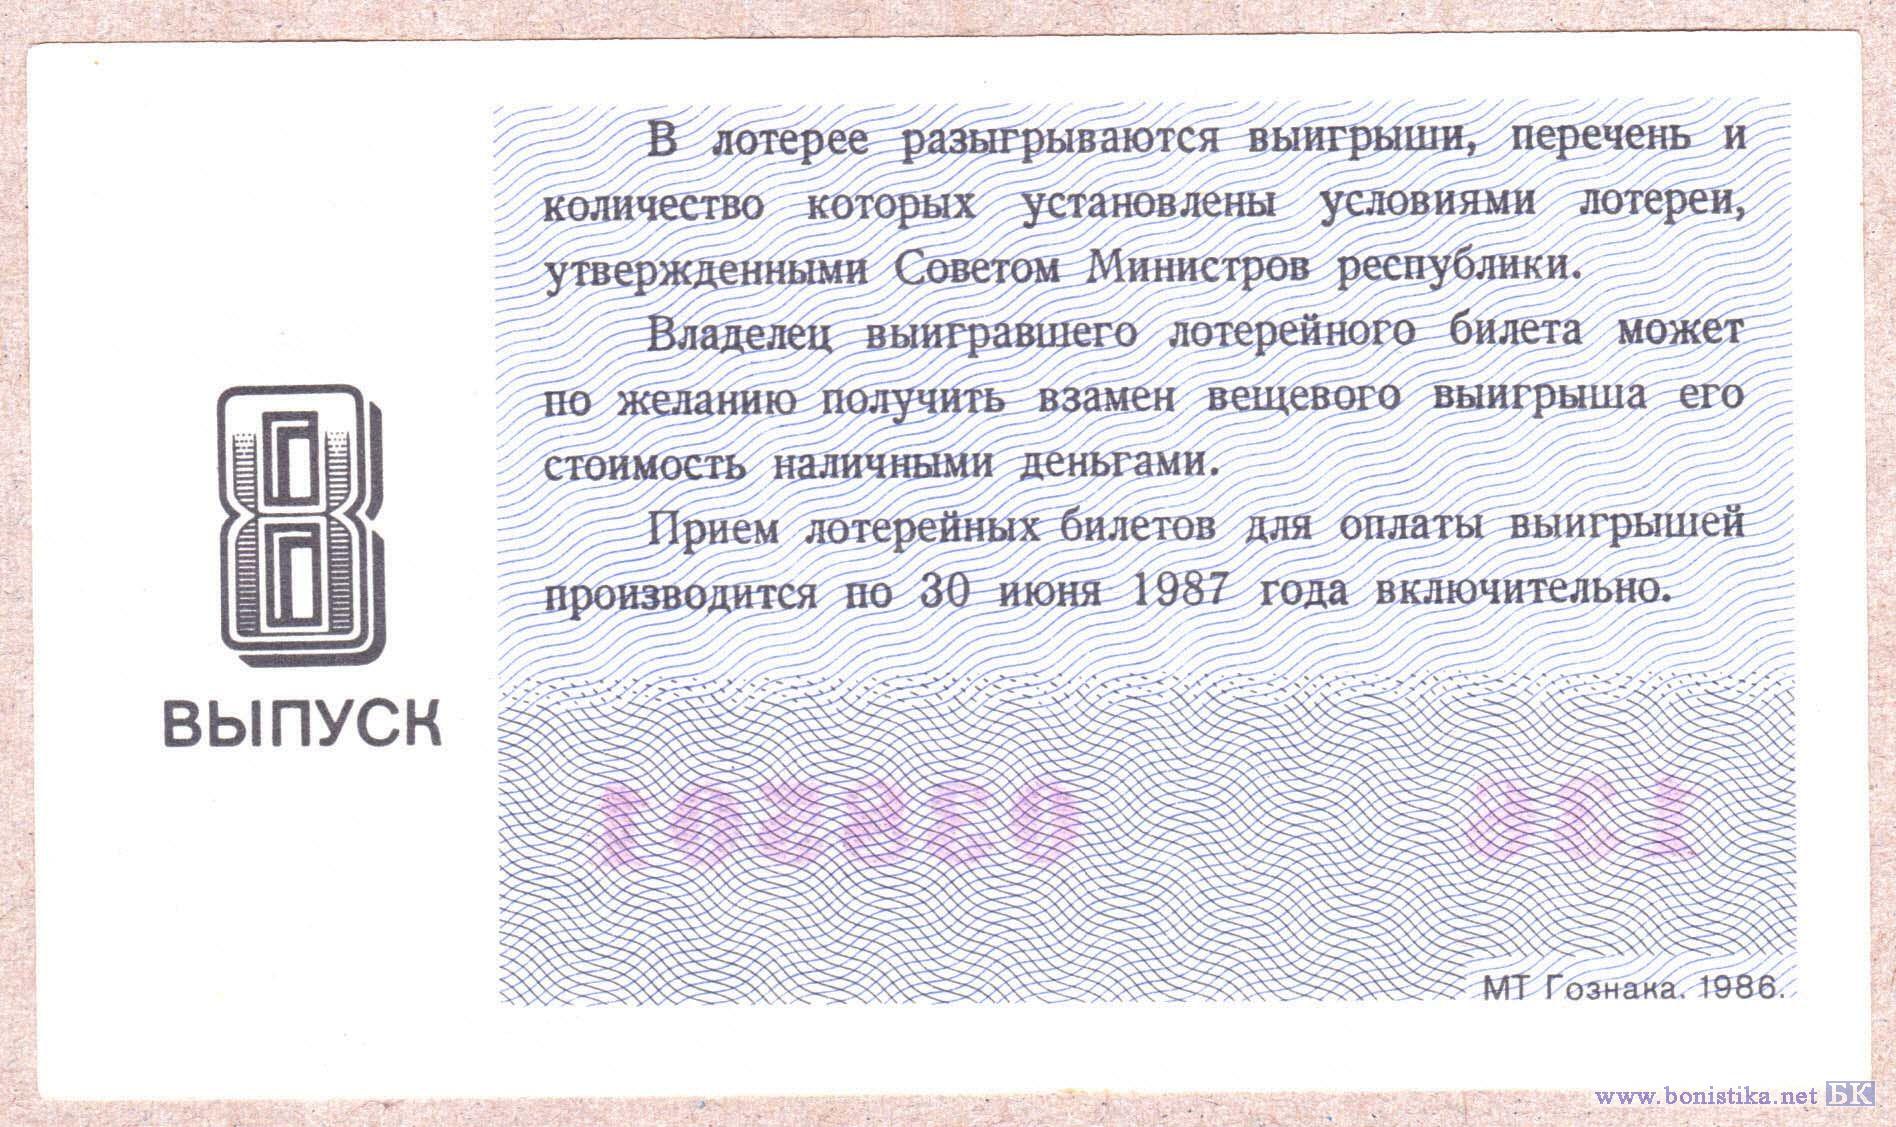 В лотерее разыгрываются выигрыши, перечень и
количество которых установлены условиями лотереи,
утвержденными Советом Министров республики.
Владелец выигравшего лотерейного билета может
по желанию получить взамен вещевого выигрыша его
стоимость наличными деньгами.
Прием лотерейных билетов для оплаты выигрышей
производится по 30 июня 1987 года включительно.
8
ВЫПУСК
МТ Гознака. 1986.
www.bonistika.net БК